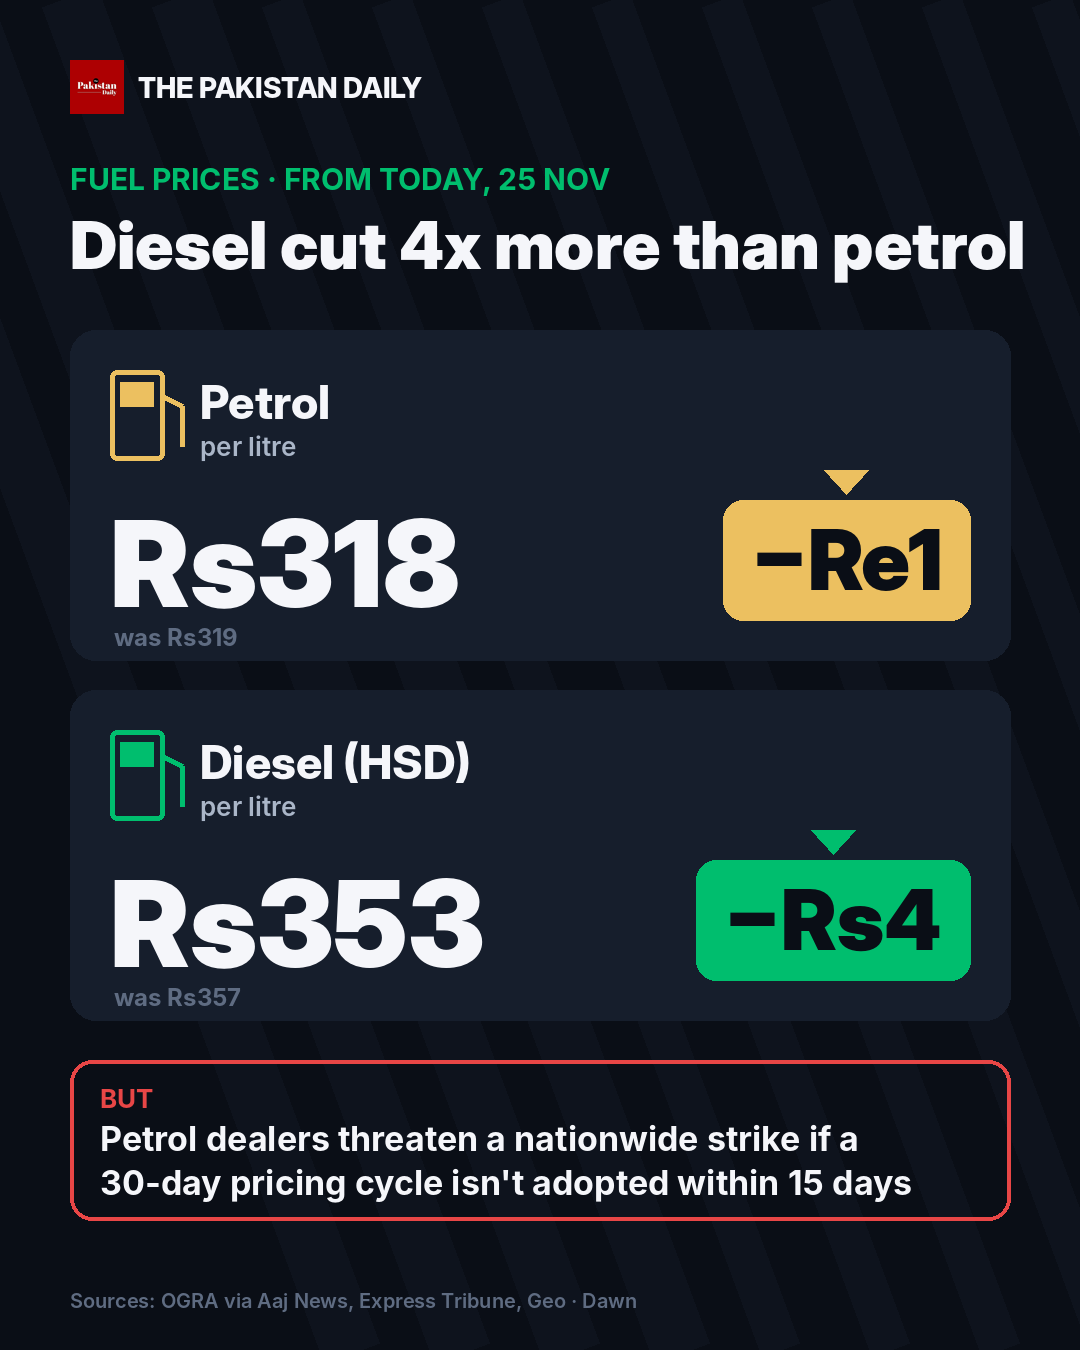 Pakistan
Daily
THE PAKISTAN DAILY
FUEL PRICES · FROM TODAY, 25 NOV
Diesel cut 4x more than petrol
Petrol
per litre
Rs318
−Re1
was Rs319
Diesel (HSD)
per litre
Rs353
−Rs4
was Rs357
BUT
Petrol dealers threaten a nationwide strike if a
30-day pricing cycle isn't adopted within 15 days
Sources: OGRA via Aaj News, Express Tribune, Geo · Dawn